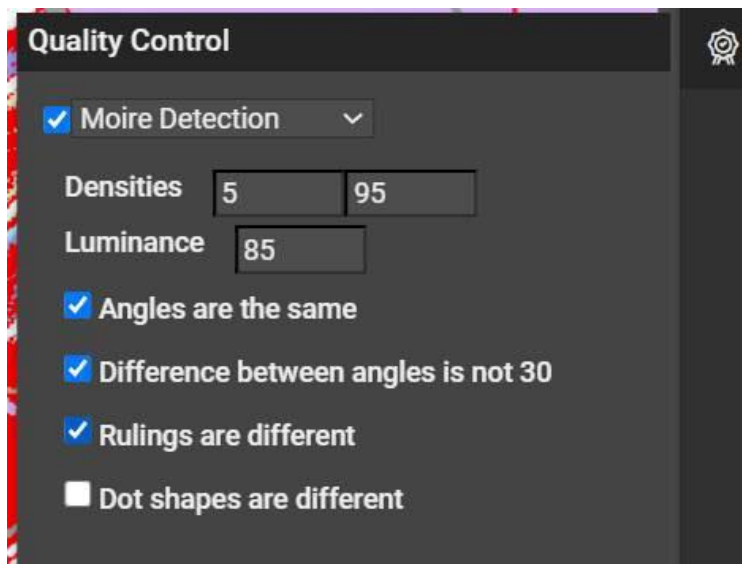 Quality Control
Moire Detection
Densities 5 95
Luminance 85
Angles are the same
Difference between angles is not 30
Rulings are different
Dot shapes are different